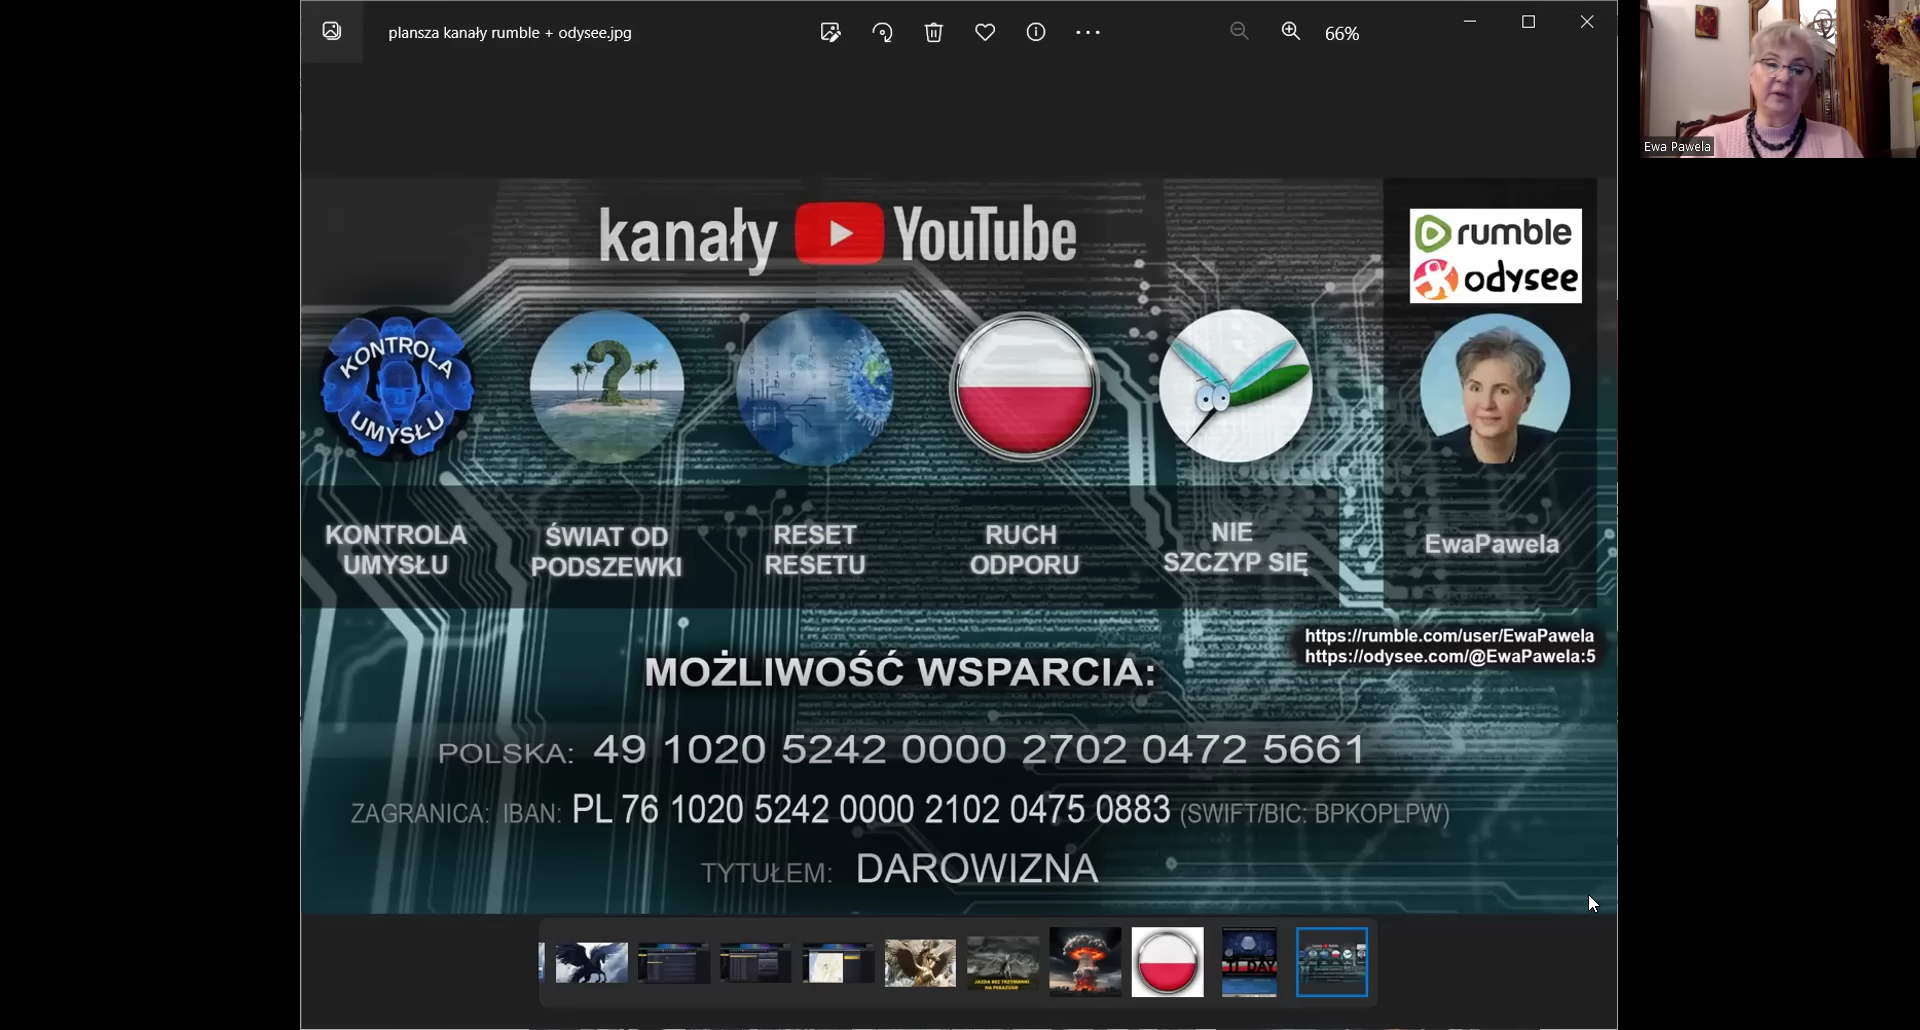 plansza kanały rumble + odysee.jpg
66%
Ewa Pawela
kanały YouTube
rumble
odysee
KONTROLA
UMYSŁU
KONTROLA
UMYSŁU
ŚWIAT OD
PODSZEWKI
RESET
RESETU
RUCH
ODPORU
NIE
SZCZYP SIĘ
EwaPawela
https://rumble.com/user/EwaPawela
https://odysee.com/@EwaPawela:5
MOŻLIWOŚĆ WSPARCIA:
POLSKA: 49 1020 5242 0000 2702 0472 5661
ZAGRANICA: IBAN: PL 76 1020 5242 0000 2102 0475 0883 (SWIFT/BIC: BPKOPLPW)
TYTUŁEM: DAROWIZNA
JAZDA BEZ TRZYMANKI